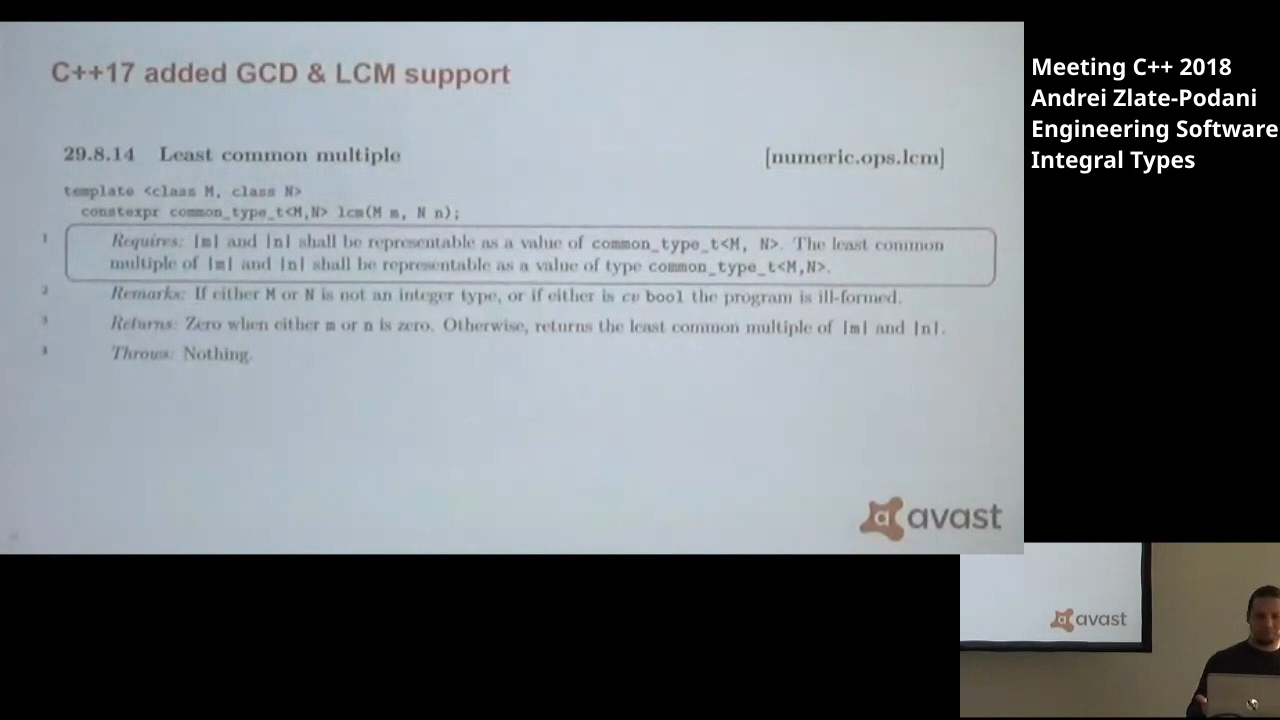 C++17 added GCD & LCM support
29.8.14 Least common multiple [numeric.ops.lcm]
template <class M, class N>
constexpr common_type_t<M,N> lcm(M m, N n);
1 Requires: |m| and |n| shall be representable as a value of common_type_t<M, N>. The least common
multiple of |m| and |n| shall be representable as a value of type common_type_t<M,N>.
2 Remarks: If either M or N is not an integer type, or if either is cv bool the program is ill-formed.
3 Returns: Zero when either m or n is zero. Otherwise, returns the least common multiple of |m| and |n|.
4 Throws: Nothing.
avast
Meeting C++ 2018
Andrei Zlate-Podani
Engineering Software
Integral Types
avast